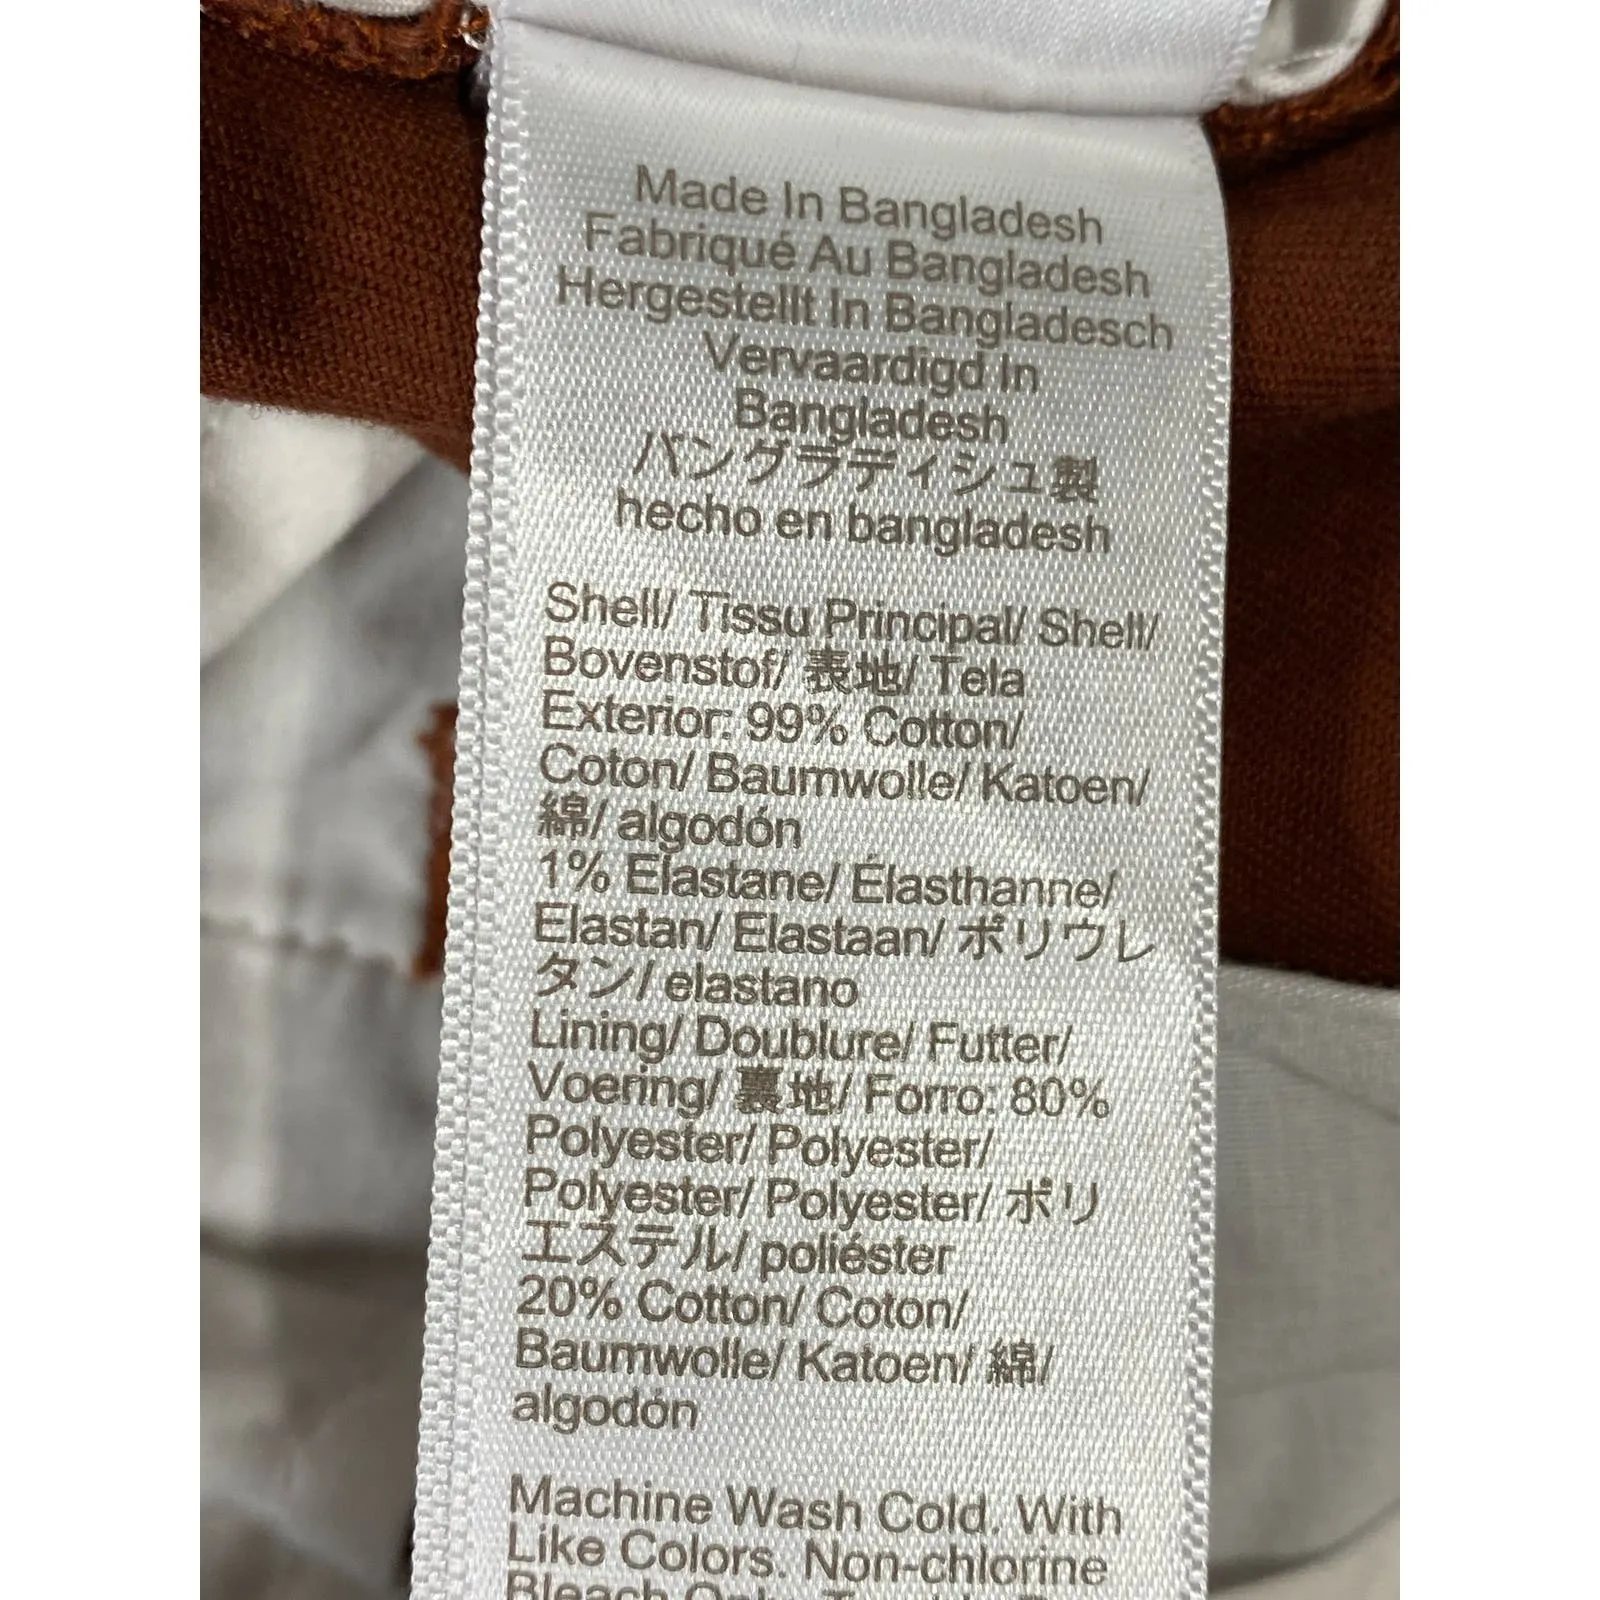 Made In Bangladesh
Fabriqué Au Bangladesh
Hergestellt In Bangladesch
Vervaardigd In
Bangladesh
バングラディシュ製
hecho en bangladesh
Shell/ Tissu Principal/ Shell/
Bovenstof/ 表地/ Tela
Exterior: 99% Cotton/
Coton/ Baumwolle/ Katoen/
綿/ algodón
1% Elastane/ Élasthanne/
Elastan/ Elastaan/ ポリウレ
タン/ elastano
Lining/ Doublure/ Futter/
Voering/ 裏地/ Forro: 80%
Polyester/ Polyester/
Polyester/ Polyester/ ポリ
エステル/ poliéster
20% Cotton/ Coton/
Baumwolle/ Katoen/ 綿/
algodón
Machine Wash Cold. With
Like Colors. Non-chlorine
Bleach